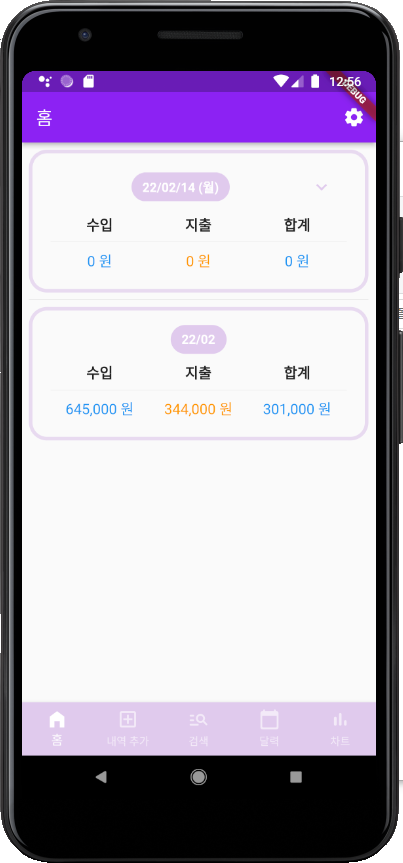 12:56
DEBUG
홈
22/02/14 (월)
수입 지출 합계
0 원 0 원 0 원
22/02
수입 지출 합계
645,000 원 344,000 원 301,000 원
홈 내역 추가 검색 달력 차트